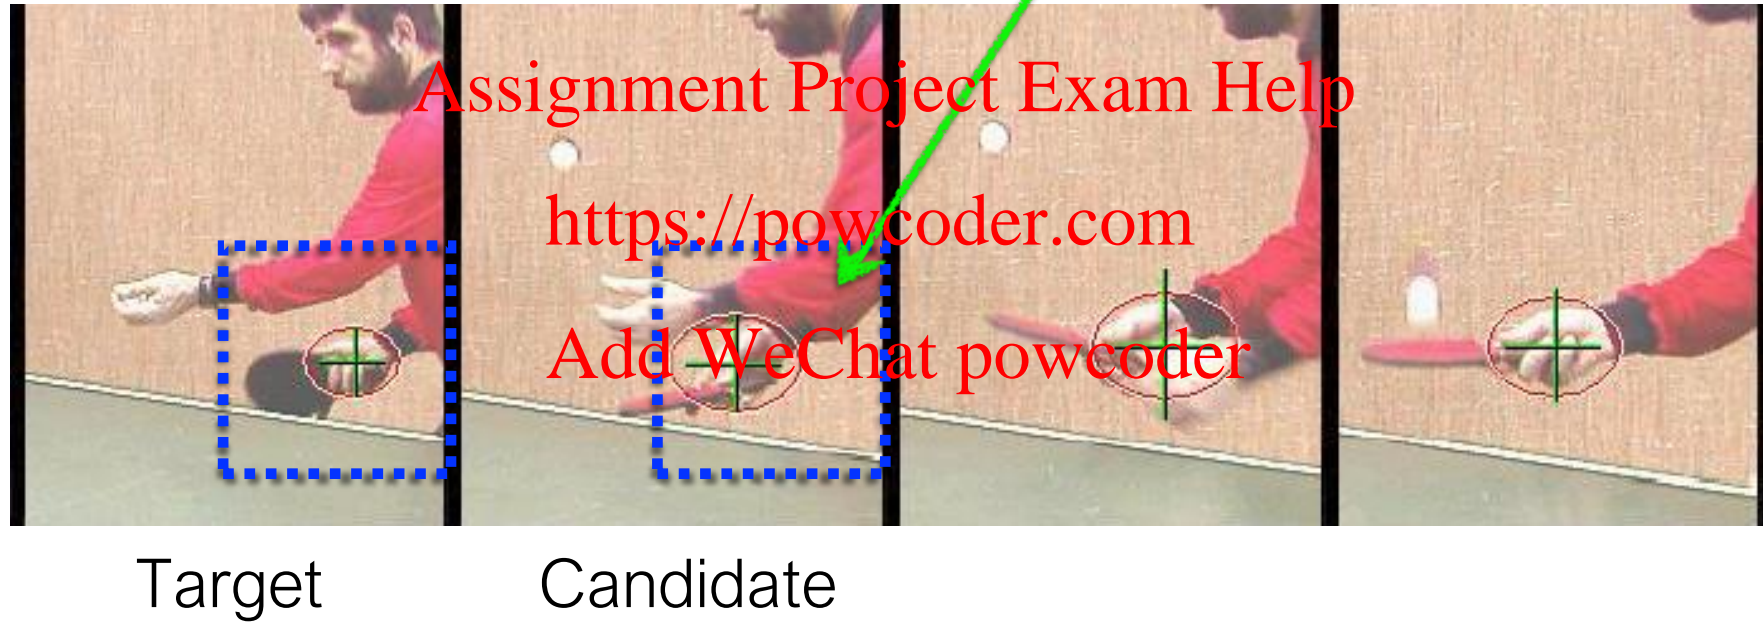 Assignment Project Exam Help
https://powcoder.com
Add WeChat powcoder
Target
Candidate